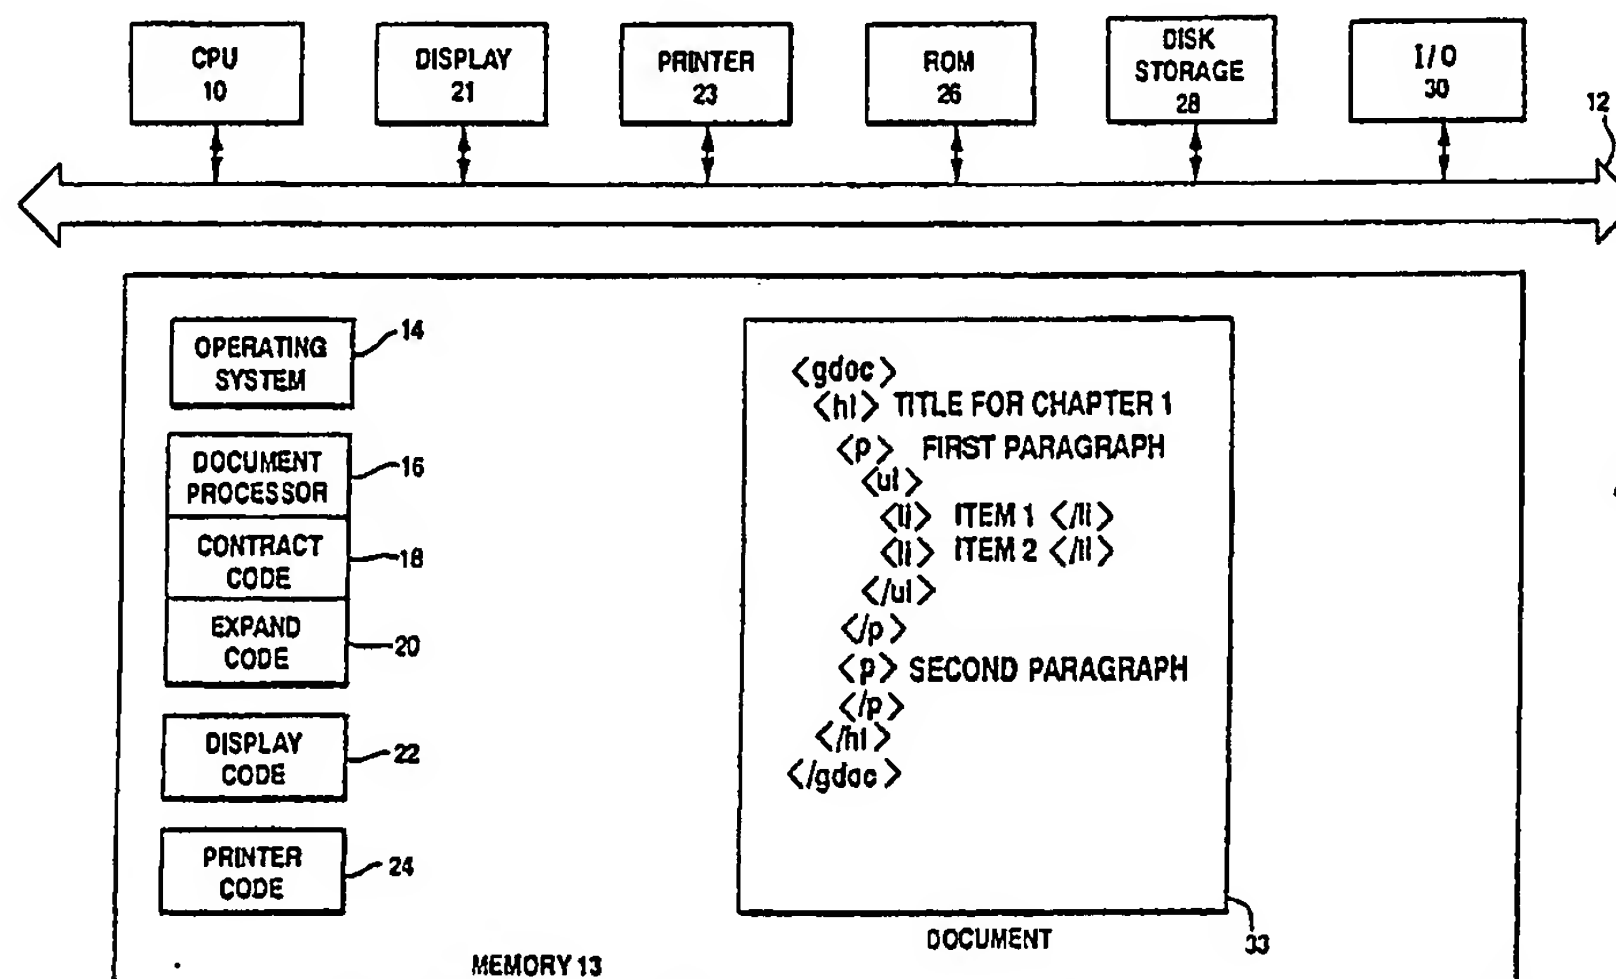 CPU
10
DISPLAY
21
PRINTER
23
ROM
26
DISK
STORAGE
28
I/O
30
12
OPERATING
SYSTEM
14
DOCUMENT
PROCESSOR
16
CONTRACT
CODE
18
EXPAND
CODE
20
DISPLAY
CODE
22
PRINTER
CODE
24
<gdoc>
<hl> TITLE FOR CHAPTER 1
<p> FIRST PARAGRAPH
<ul>
<li> ITEM 1 </li>
<li> ITEM 2 </li>
</ul>
</p>
<p> SECOND PARAGRAPH
</p>
</hl>
</gdoc>
DOCUMENT
33
MEMORY 13